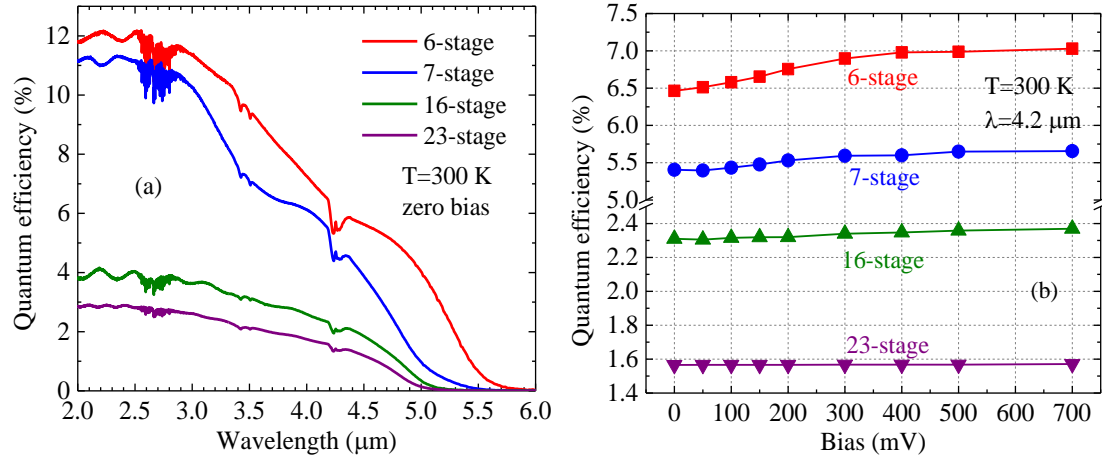 Quantum efficiency (%)
12
10
8
6
4
2
0
2.0 2.5 3.0 3.5 4.0 4.5 5.0 5.5 6.0
Wavelength (μm)
6-stage
7-stage
16-stage
23-stage
(a)
T=300 K
zero bias
Quantum efficiency (%)
7.5
7.0
6.5
6.0
5.5
5.0
2.4
2.2
2.0
1.8
1.6
1.4
0 100 200 300 400 500 600 700
Bias (mV)
6-stage
T=300 K
λ=4.2 μm
7-stage
16-stage
(b)
23-stage